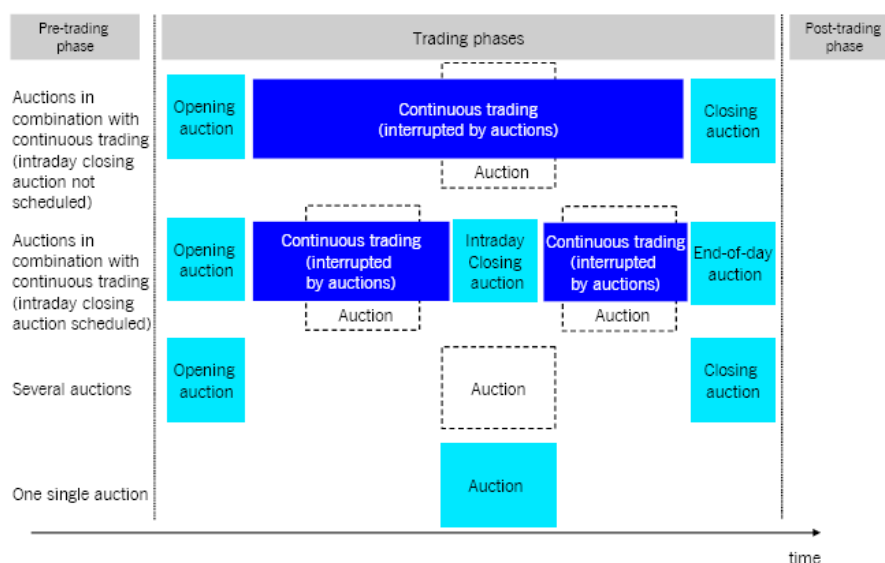 Pre-trading
phase
Trading phases
Post-trading
phase
Auctions in
combination with
continuous trading
(intraday closing
auction not
scheduled)
Opening
auction
Continuous trading
(interrupted by auctions)
Auction
Closing
auction
Auctions in
combination with
continuous trading
(intraday closing
auction scheduled)
Opening
auction
Continuous trading
(interrupted
by auctions)
Auction
Intraday
Closing
auction
Continuous trading
(interrupted
by auctions)
Auction
End-of-day
auction
Several auctions
Opening
auction
Auction
Closing
auction
One single auction
Auction
time